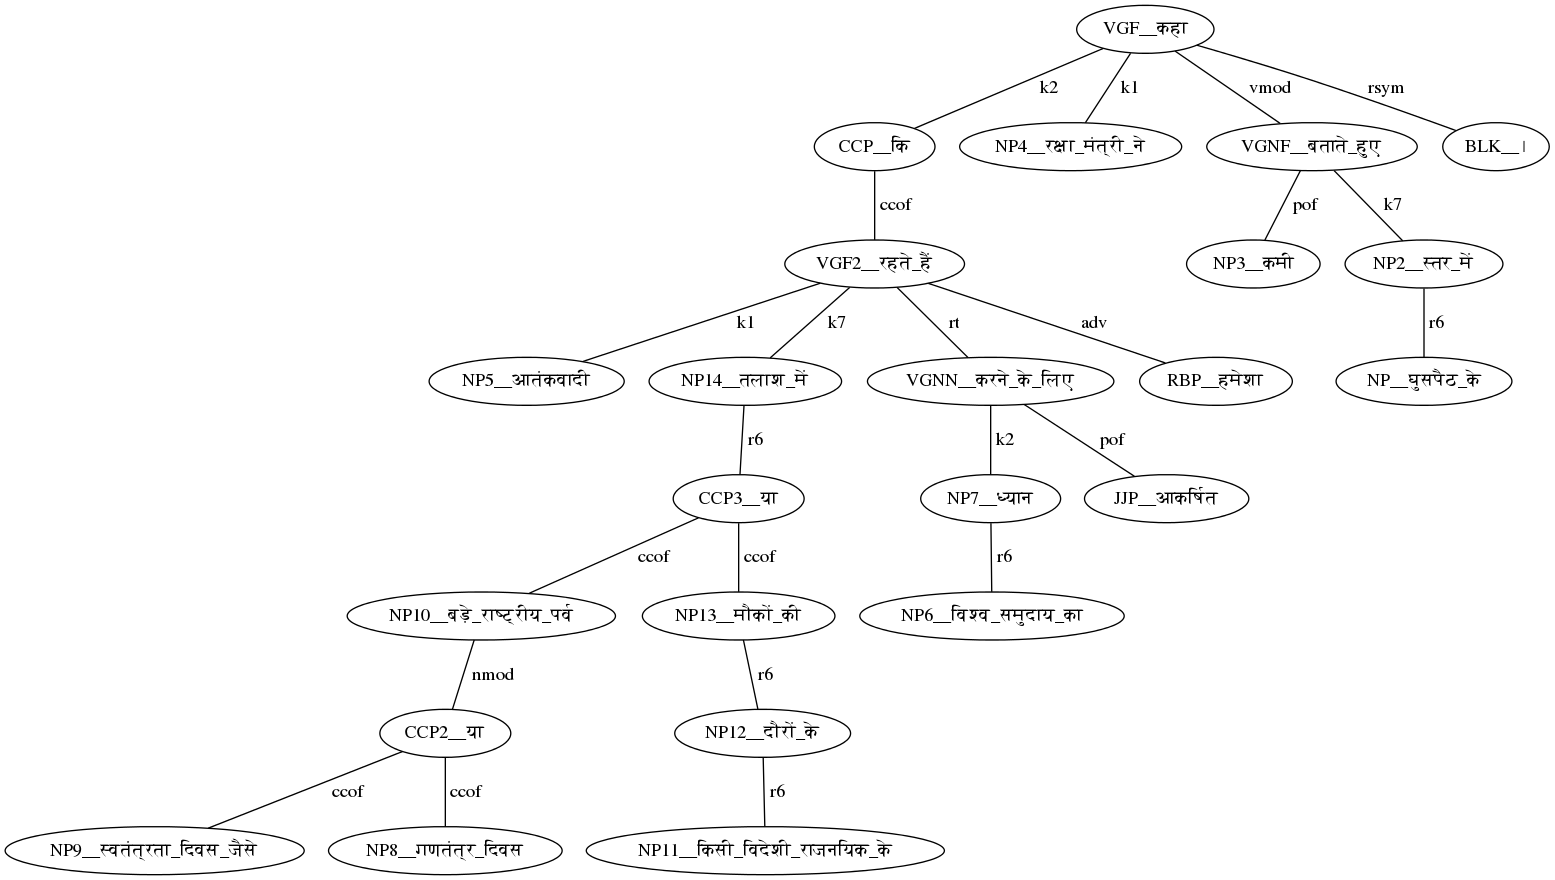 VGF__कहा
k2 k1 vmod rsym
CCP__कि NP4__रक्षा_मंत्री_ने VGNF__बताते_हुए BLK__।
ccof pof k7
VGF2__रहते_हैं NP3__कमी NP2__स्तर_में
k1 k7 rt adv r6
NP5__आतंकवादी NP14__तलाश_में VGNN__करने_के_लिए RBP__हमेशा NP__घुसपैठ_के
r6 k2 pof
CCP3__या NP7__ध्यान JJP__आकर्षित
ccof ccof r6
NP10__बड़े_राष्ट्रीय_पर्व NP13__मौकों_की NP6__विश्व_समुदाय_का
nmod r6
CCP2__या NP12__दौरों_के
ccof ccof r6
NP9__स्वतंत्रता_दिवस_जैसे NP8__गणतंत्र_दिवस NP11__किसी_विदेशी_राजनयिक_के